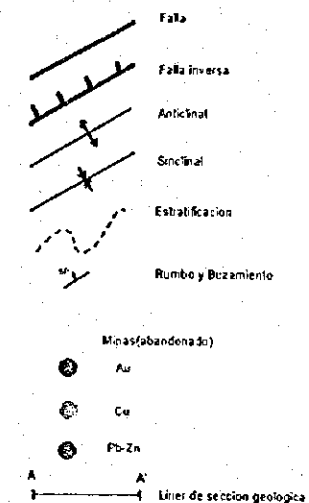 Falla
Falla inversa
Anticlinal
Sinclinal
Estratificacion
Rumbo y Buzamiento
Minas(abandonado)
Au
Cu
Pb-Zn
A A'
Liner de seccion geologica